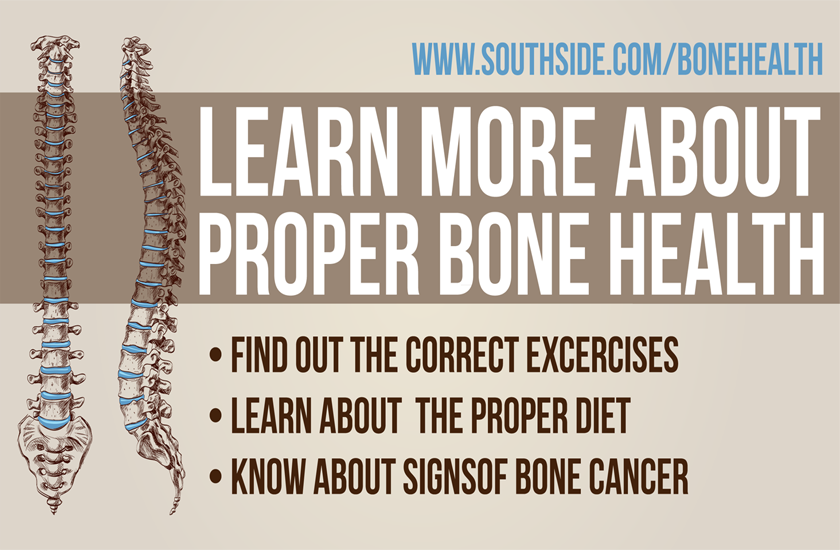 WWW.SOUTHSIDE.COM/BONEHEALTH
LEARN MORE ABOUT
PROPER BONE HEALTH
• FIND OUT THE CORRECT EXCERCISES
• LEARN ABOUT  THE PROPER DIET
• KNOW ABOUT SIGNSOF BONE CANCER